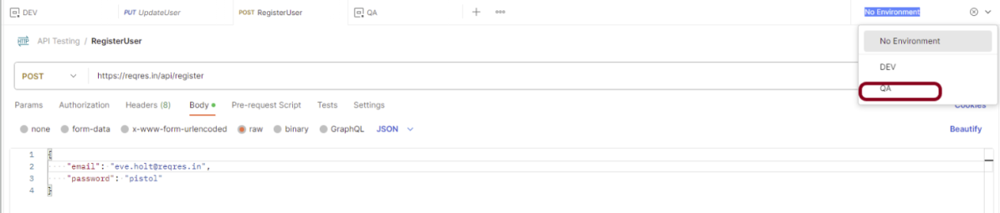 DEV PUT UpdateUser POST RegisterUser QA No Environment
HTTP API Testing / RegisterUser
No Environment
POST https://reqres.in/api/register
DEV
QA
Params Authorization Headers (8) Body Pre-request Script Tests Settings Cookies
none form-data x-www-form-urlencoded raw binary GraphQL JSON Beautify
1 {
2 "email": "eve.holt@reqres.in",
3 "password": "pistol"
4 }